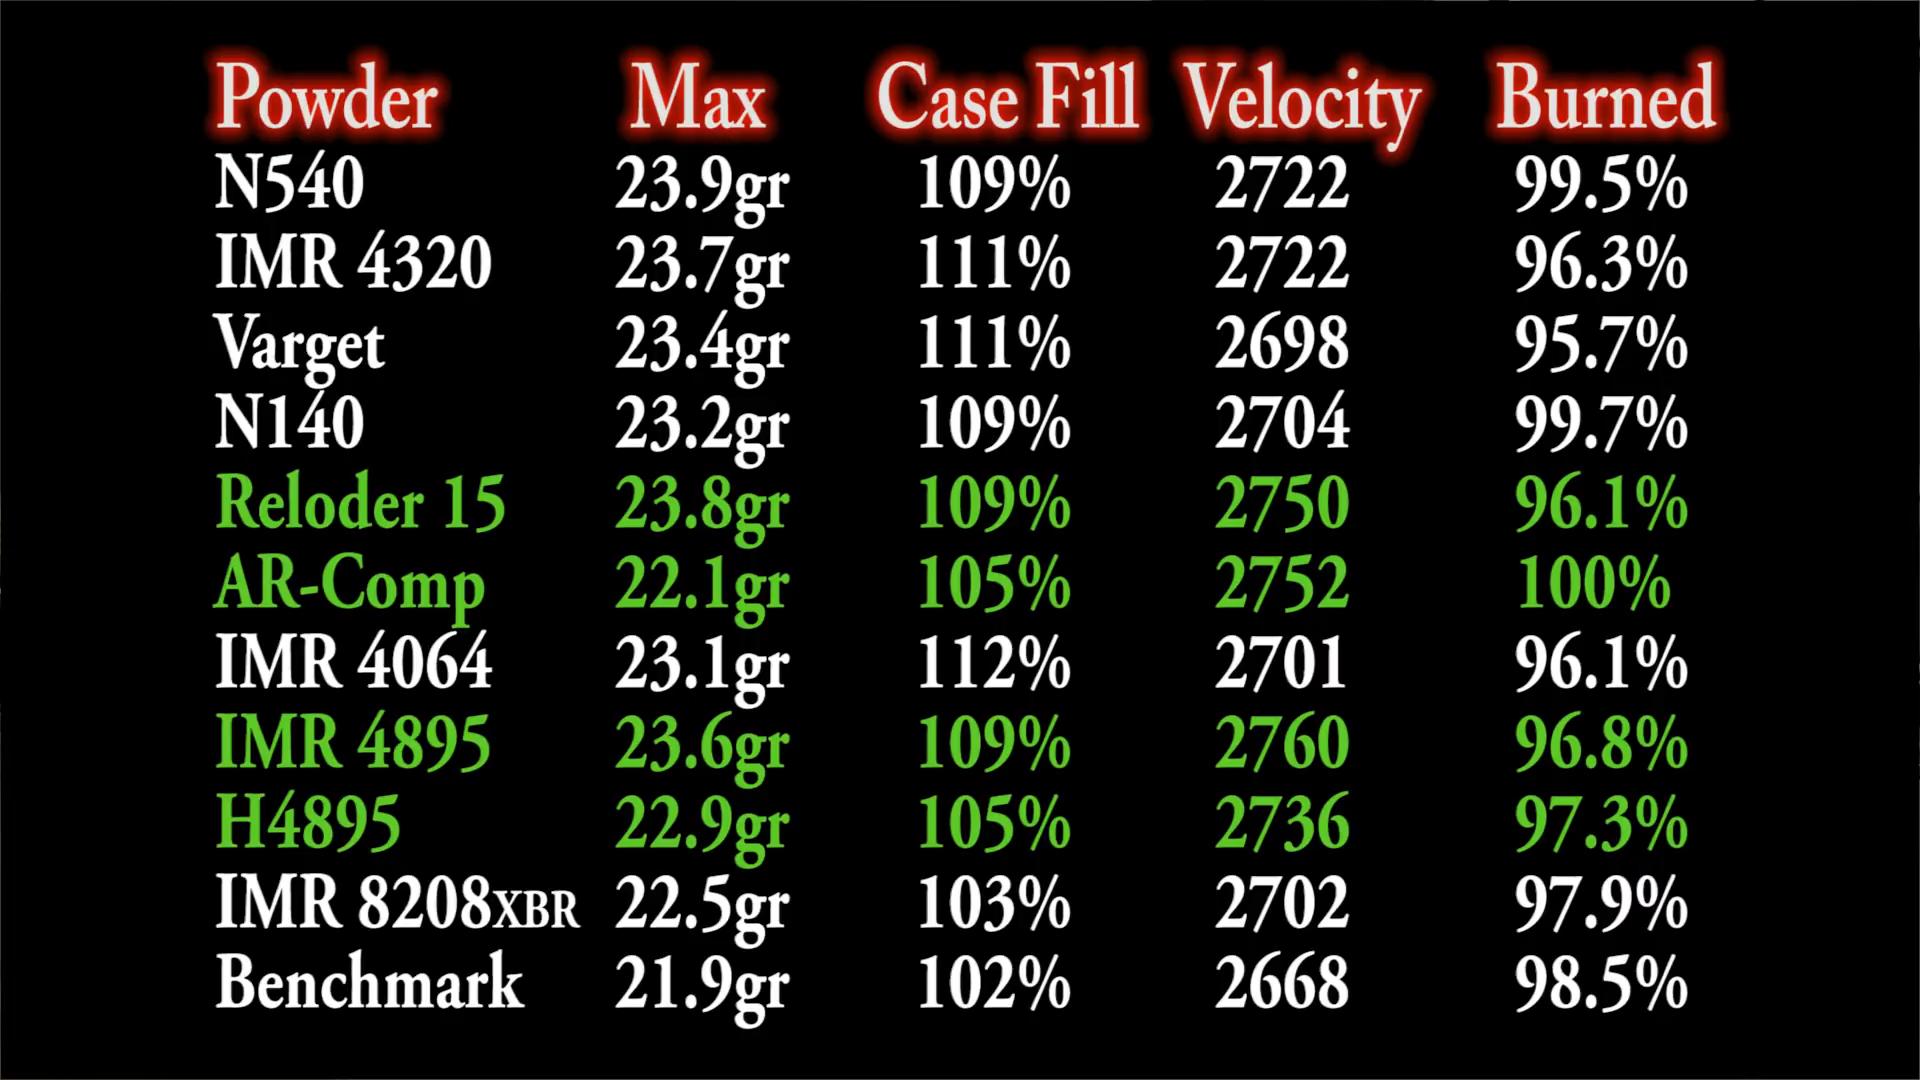 Powder Max Case Fill Velocity Burned
N540 23.9gr 109% 2722 99.5%
IMR 4320 23.7gr 111% 2722 96.3%
Varget 23.4gr 111% 2698 95.7%
N140 23.2gr 109% 2704 99.7%
Reloder 15 23.8gr 109% 2750 96.1%
AR-Comp 22.1gr 105% 2752 100%
IMR 4064 23.1gr 112% 2701 96.1%
IMR 4895 23.6gr 109% 2760 96.8%
H4895 22.9gr 105% 2736 97.3%
IMR 8208XBR 22.5gr 103% 2702 97.9%
Benchmark 21.9gr 102% 2668 98.5%